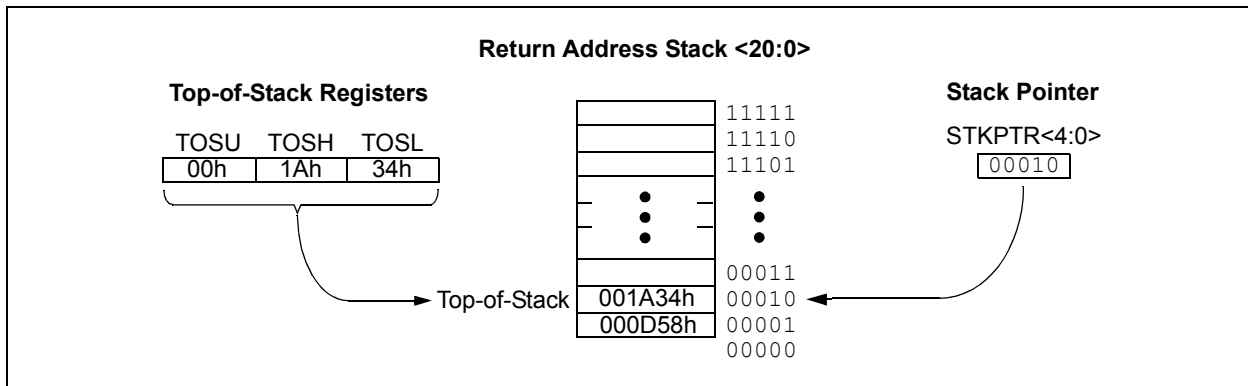 Return Address Stack <20:0>
Top-of-Stack Registers
Stack Pointer
TOSU TOSH TOSL
STKPTR<4:0>
00h 1Ah 34h
00010
11111
11110
11101
00011
Top-of-Stack 001A34h 00010
000D58h 00001
00000